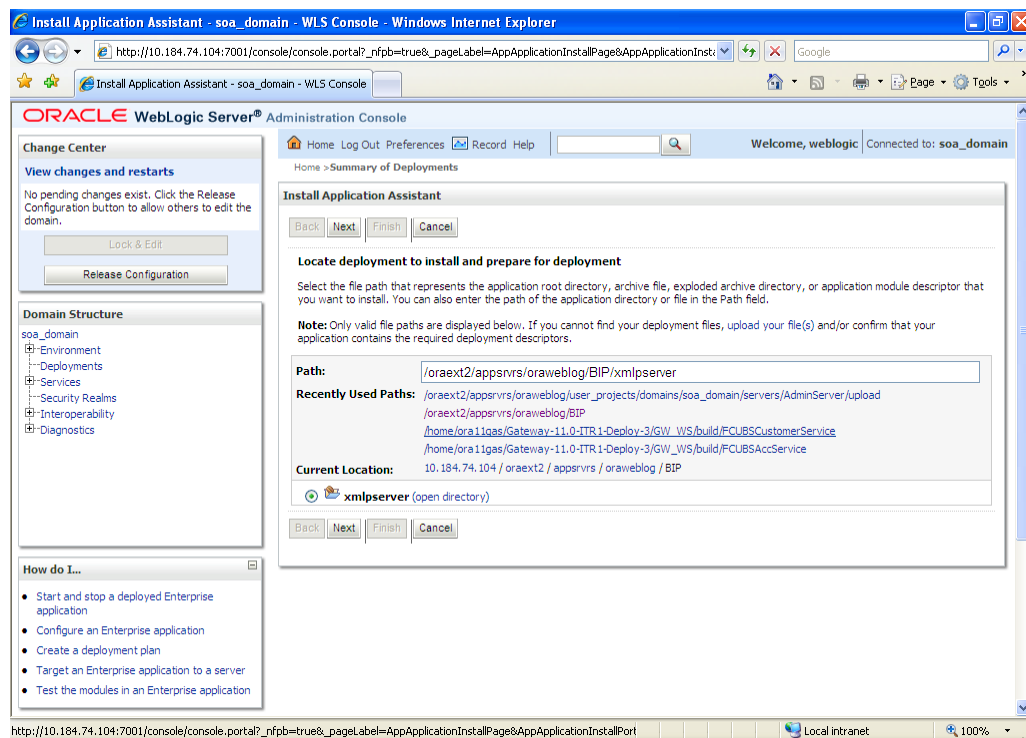 Install Application Assistant - soa_domain - WLS Console - Windows Internet Explorer
http://10.184.74.104:7001/console/console.portal?_nfpb=true&_pageLabel=AppApplicationInstallPage&AppApplicationInsta
Google
Install Application Assistant - soa_domain - WLS Console
Page
Tools
ORACLE WebLogic Server® Administration Console
Change Center
View changes and restarts
No pending changes exist. Click the Release
Configuration button to allow others to edit the
domain.
Lock & Edit
Release Configuration
Domain Structure
soa_domain
Environment
Deployments
Services
Security Realms
Interoperability
Diagnostics
How do I...
Start and stop a deployed Enterprise
application
Configure an Enterprise application
Create a deployment plan
Target an Enterprise application to a server
Test the modules in an Enterprise application
Home Log Out Preferences Record Help
Welcome, weblogic Connected to: soa_domain
Home >Summary of Deployments
Install Application Assistant
Back Next Finish Cancel
Locate deployment to install and prepare for deployment
Select the file path that represents the application root directory, archive file, exploded archive directory, or application module descriptor that
you want to install. You can also enter the path of the application directory or file in the Path field.
Note: Only valid file paths are displayed below. If you cannot find your deployment files, upload your file(s) and/or confirm that your
application contains the required deployment descriptors.
Path: /oraext2/appsrvrs/oraweblog/BIP/xmlpserver
Recently Used Paths: /oraext2/appsrvrs/oraweblog/user_projects/domains/soa_domain/servers/AdminServer/upload
/oraext2/appsrvrs/oraweblog/BIP
/home/ora11gas/Gateway-11.0-ITR1-Deploy-3/GW_WS/build/FCUBSCustomerService
/home/ora11gas/Gateway-11.0-ITR1-Deploy-3/GW_WS/build/FCUBSAccService
Current Location: 10.184.74.104 / oraext2 / appsrvrs / oraweblog / BIP
xmlpserver (open directory)
Back Next Finish Cancel
http://10.184.74.104:7001/console/console.portal?_nfpb=true&_pageLabel=AppApplicationInstallPage&AppApplicationInstallPort
Local intranet
100%